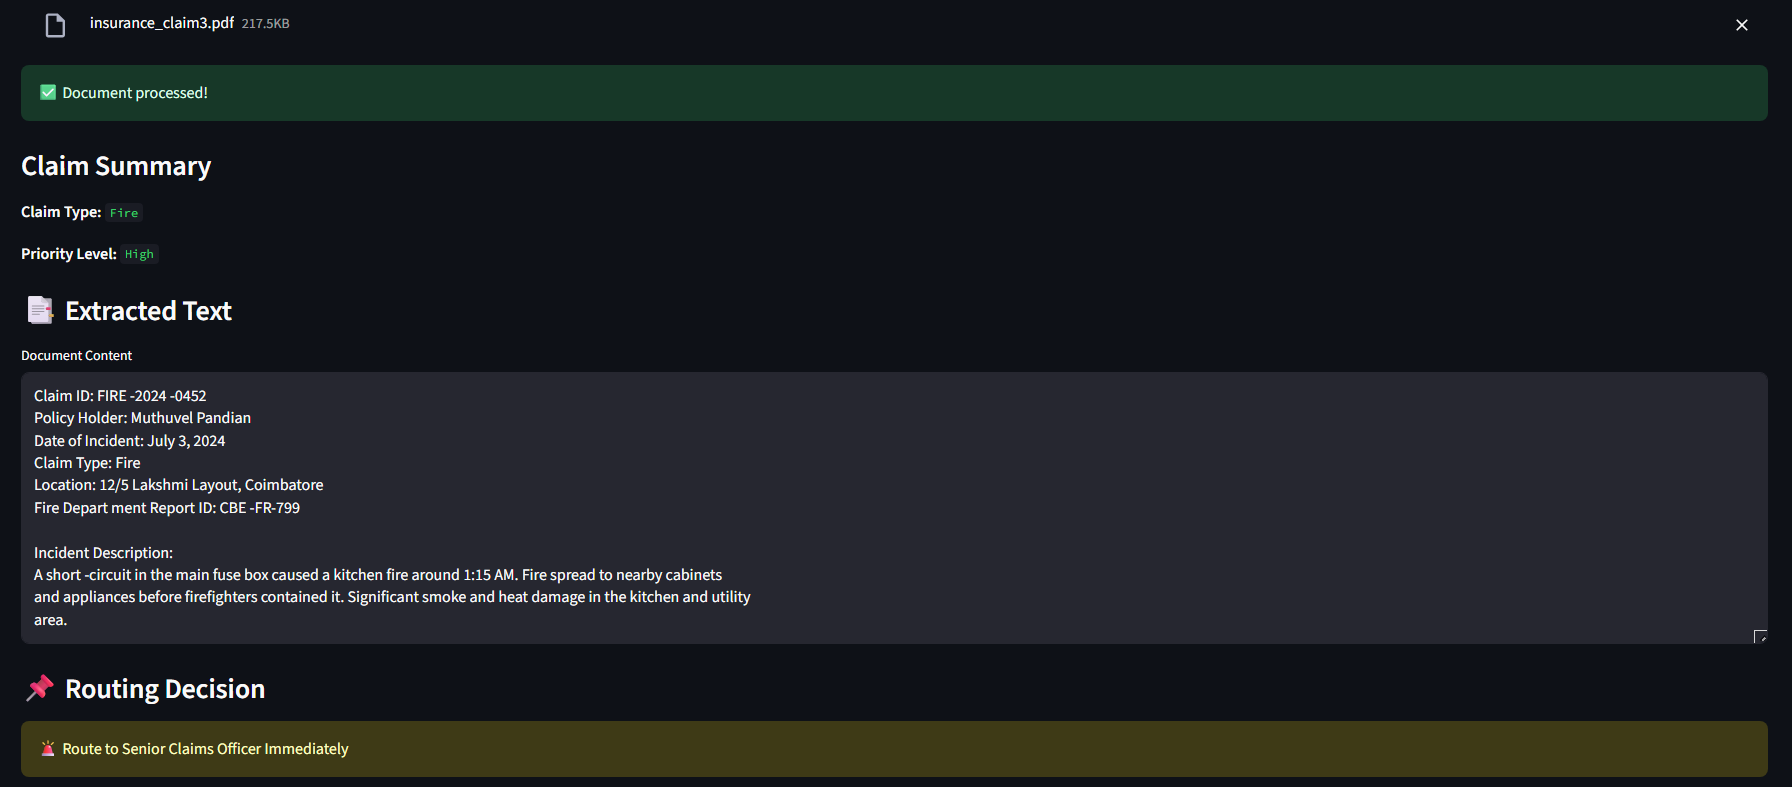 insurance_claim3.pdf 217.5KB
Document processed!
Claim Summary
Claim Type: Fire
Priority Level: High
Extracted Text
Document Content
Claim ID: FIRE -2024 -0452
Policy Holder: Muthuvel Pandian
Date of Incident: July 3, 2024
Claim Type: Fire
Location: 12/5 Lakshmi Layout, Coimbatore
Fire Depart ment Report ID: CBE -FR-799
Incident Description:
A short -circuit in the main fuse box caused a kitchen fire around 1:15 AM. Fire spread to nearby cabinets
and appliances before firefighters contained it. Significant smoke and heat damage in the kitchen and utility
area.
Routing Decision
Route to Senior Claims Officer Immediately